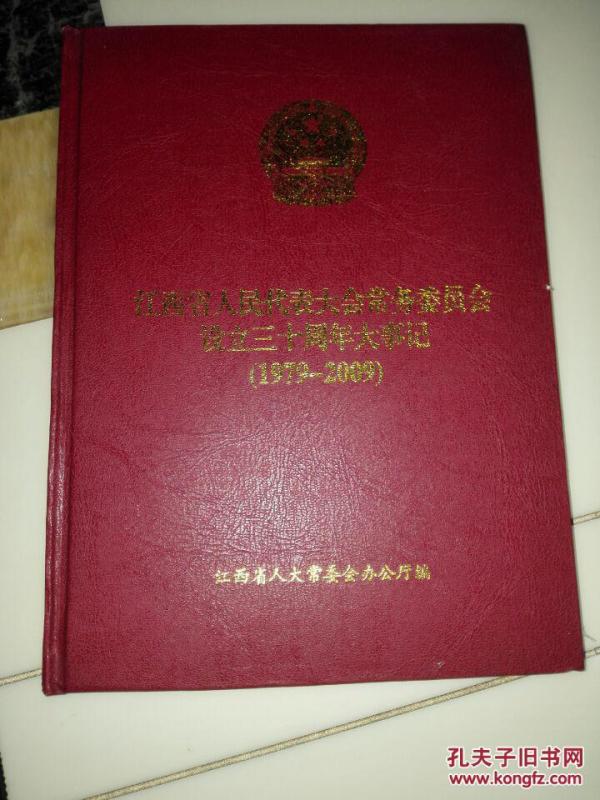 江西省人民代表大会常务委员会
设立三十周年大事记
(1979-2009)
江西省人大常委会办公厅编
孔夫子旧书网
www.kongfz.com